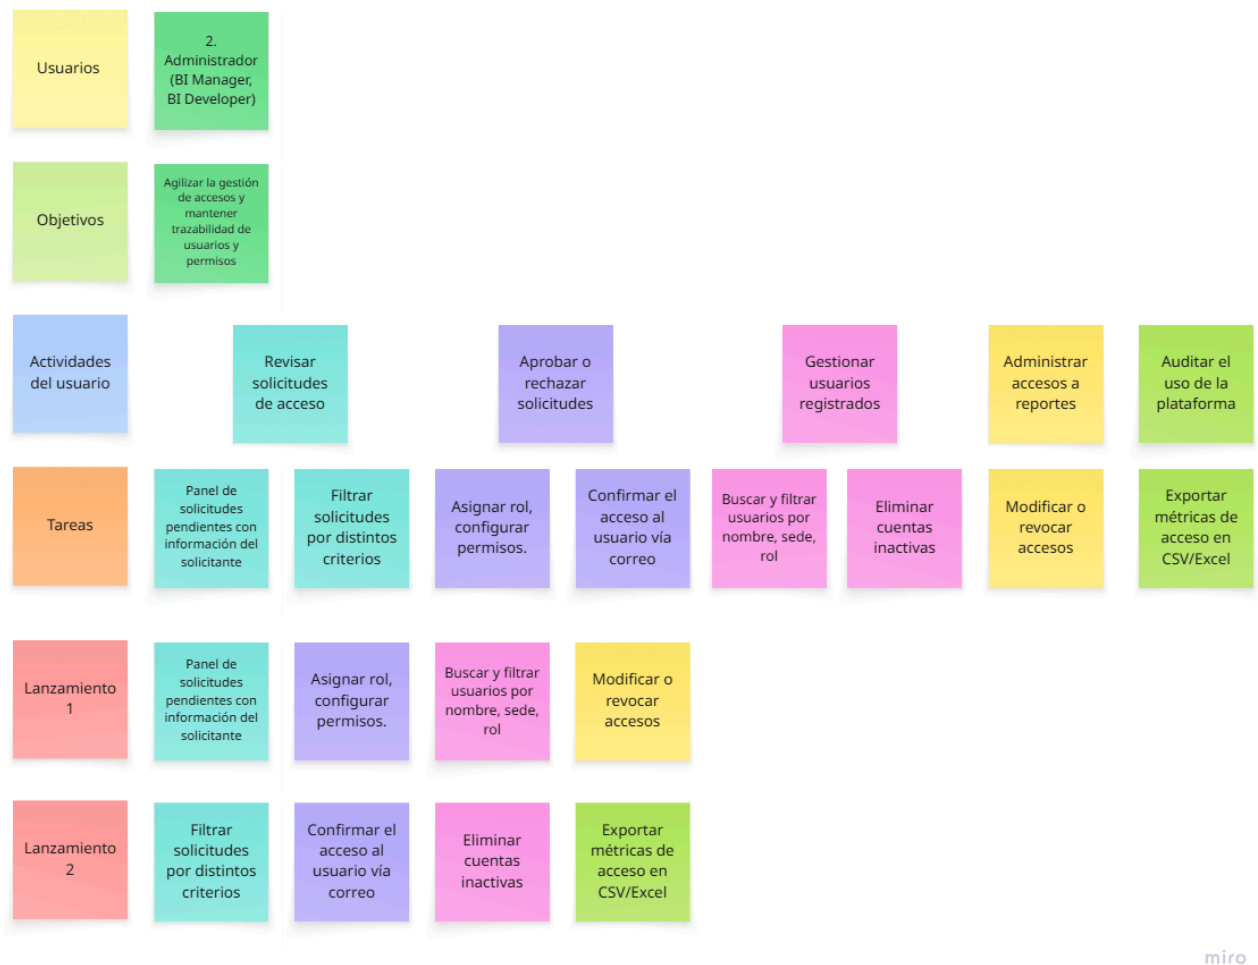 Usuarios
2.
Administrador
(BI Manager,
BI Developer)
Objetivos
Agilizar la gestión
de accesos y
mantener
trazabilidad de
usuarios y
permisos
Actividades
del usuario
Revisar
solicitudes
de acceso
Aprobar o
rechazar
solicitudes
Gestionar
usuarios
registrados
Administrar
accesos a
reportes
Auditar el
uso de la
plataforma
Tareas
Panel de
solicitudes
pendientes con
información del
solicitante
Filtrar
solicitudes
por distintos
criterios
Asignar rol,
configurar
permisos.
Confirmar el
acceso al
usuario vía
correo
Buscar y filtrar
usuarios por
nombre, sede,
rol
Eliminar
cuentas
inactivas
Modificar o
revocar
accesos
Exportar
métricas de
acceso en
CSV/Excel
Lanzamiento
1
Panel de
solicitudes
pendientes con
información del
solicitante
Asignar rol,
configurar
permisos.
Buscar y filtrar
usuarios por
nombre, sede,
rol
Modificar o
revocar
accesos
Lanzamiento
2
Filtrar
solicitudes
por distintos
criterios
Confirmar el
acceso al
usuario vía
correo
Eliminar
cuentas
inactivas
Exportar
métricas de
acceso en
CSV/Excel
miro